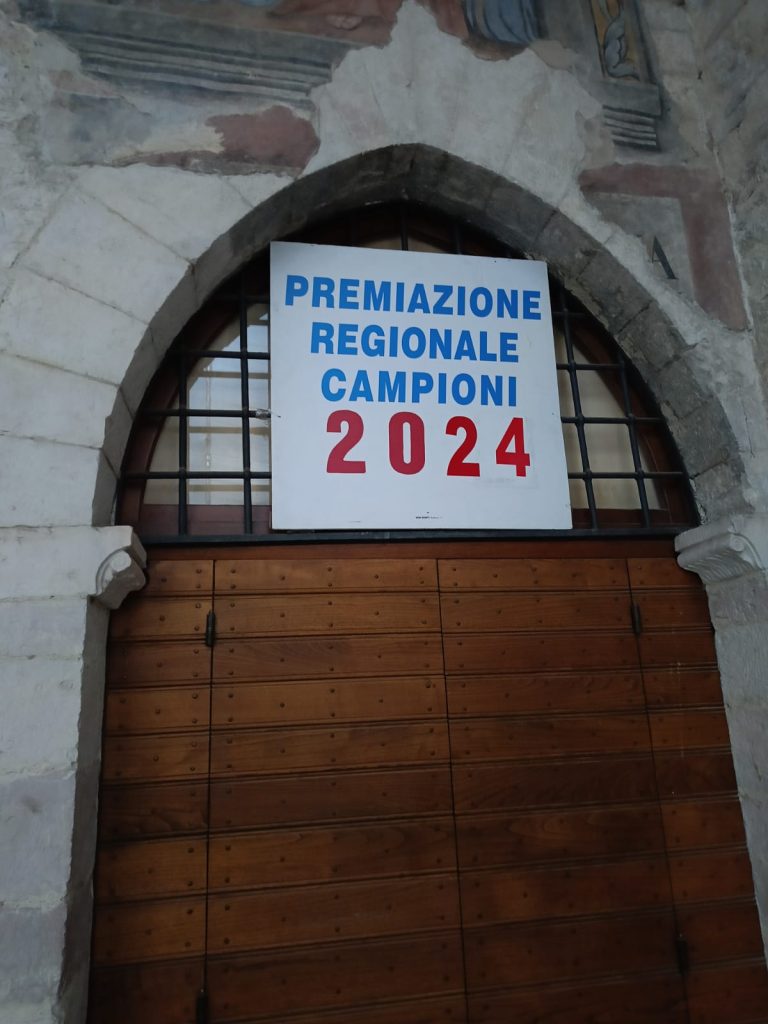 PREMIAZIONE
REGIONALE
CAMPIONI
2024
A